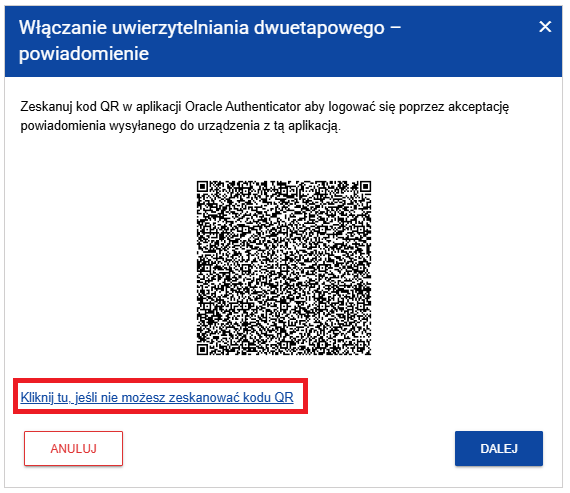 Włączanie uwierzytelniania dwuetapowego –
powiadomienie
Zeskanuj kod QR w aplikacji Oracle Authenticator aby logować się poprzez akceptację
powiadomienia wysyłanego do urządzenia z tą aplikacją.
Kliknij tu, jeśli nie możesz zeskanować kodu QR
ANULUJ
DALEJ